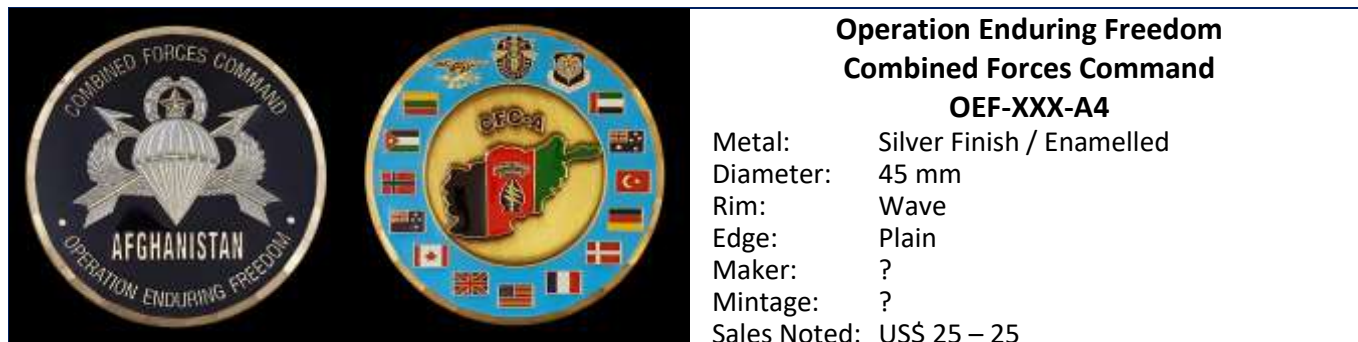 COMBINED FORCES COMMAND
AFGHANISTAN
• OPERATION ENDURING FREEDOM •
CFC-A
Operation Enduring Freedom
Combined Forces Command
OEF-XXX-A4
Metal: Silver Finish / Enamelled
Diameter: 45 mm
Rim: Wave
Edge: Plain
Maker: ?
Mintage: ?
Sales Noted: US$ 25 – 25